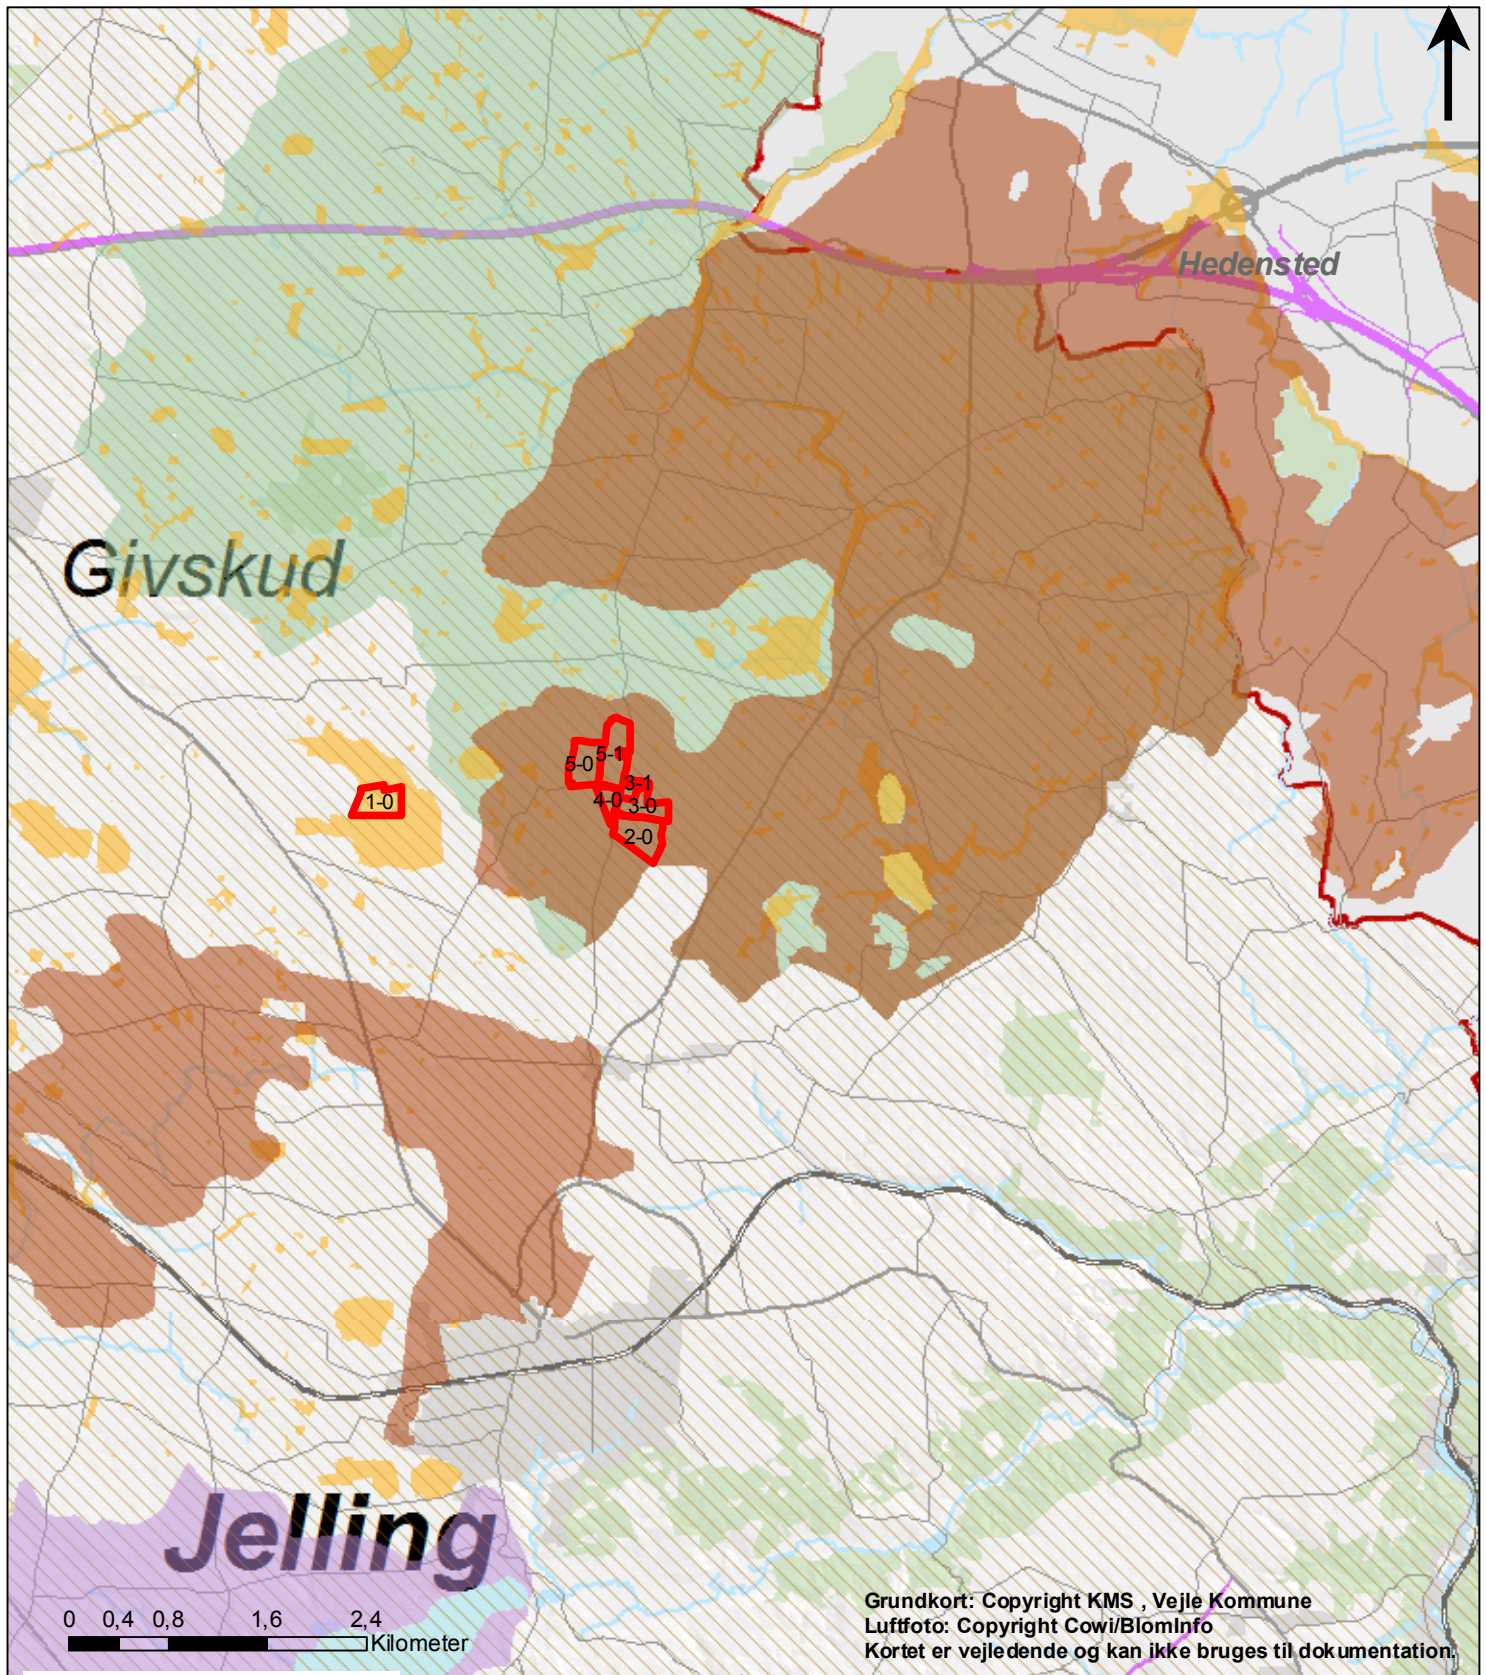 Hedensted
Givskud
5-1
5-0
3-1
1-0
4-0
3-0
2-0
Jelling
0 0,4 0,8 1,6 2,4
Kilometer
Grundkort: Copyright KMS , Vejle Kommune
Luftfoto: Copyright Cowi/BlomInfo
Kortet er vejledende og kan ikke bruges til dokumentation.